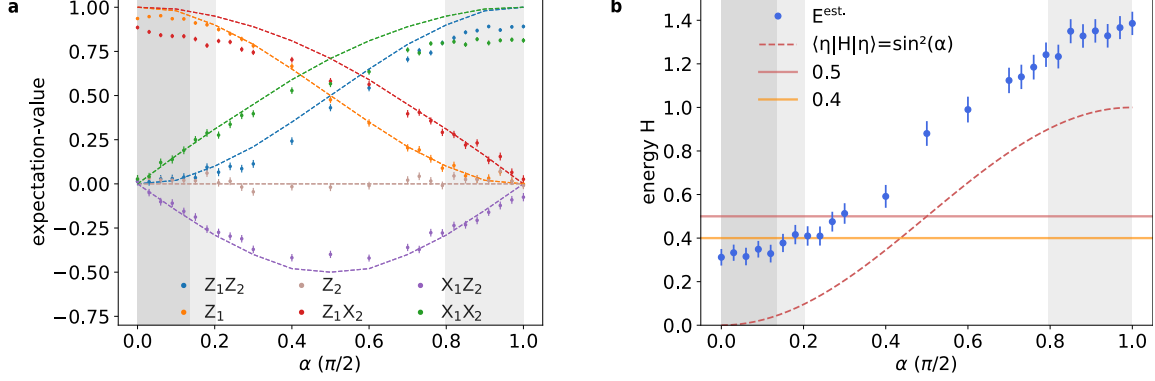 a
expectation-value
1.00
0.75
0.50
0.25
0.00
−0.25
−0.50
−0.75
Z₁Z₂ Z₂ X₁Z₂
Z₁ Z₁X₂ X₁X₂
0.0 0.2 0.4 0.6 0.8 1.0
α (π/2)
b
energy H
1.4
1.2
1.0
0.8
0.6
0.4
0.2
0.0
E^est.
⟨η|H|η⟩=sin²(α)
0.5
0.4
0.0 0.2 0.4 0.6 0.8 1.0
α (π/2)